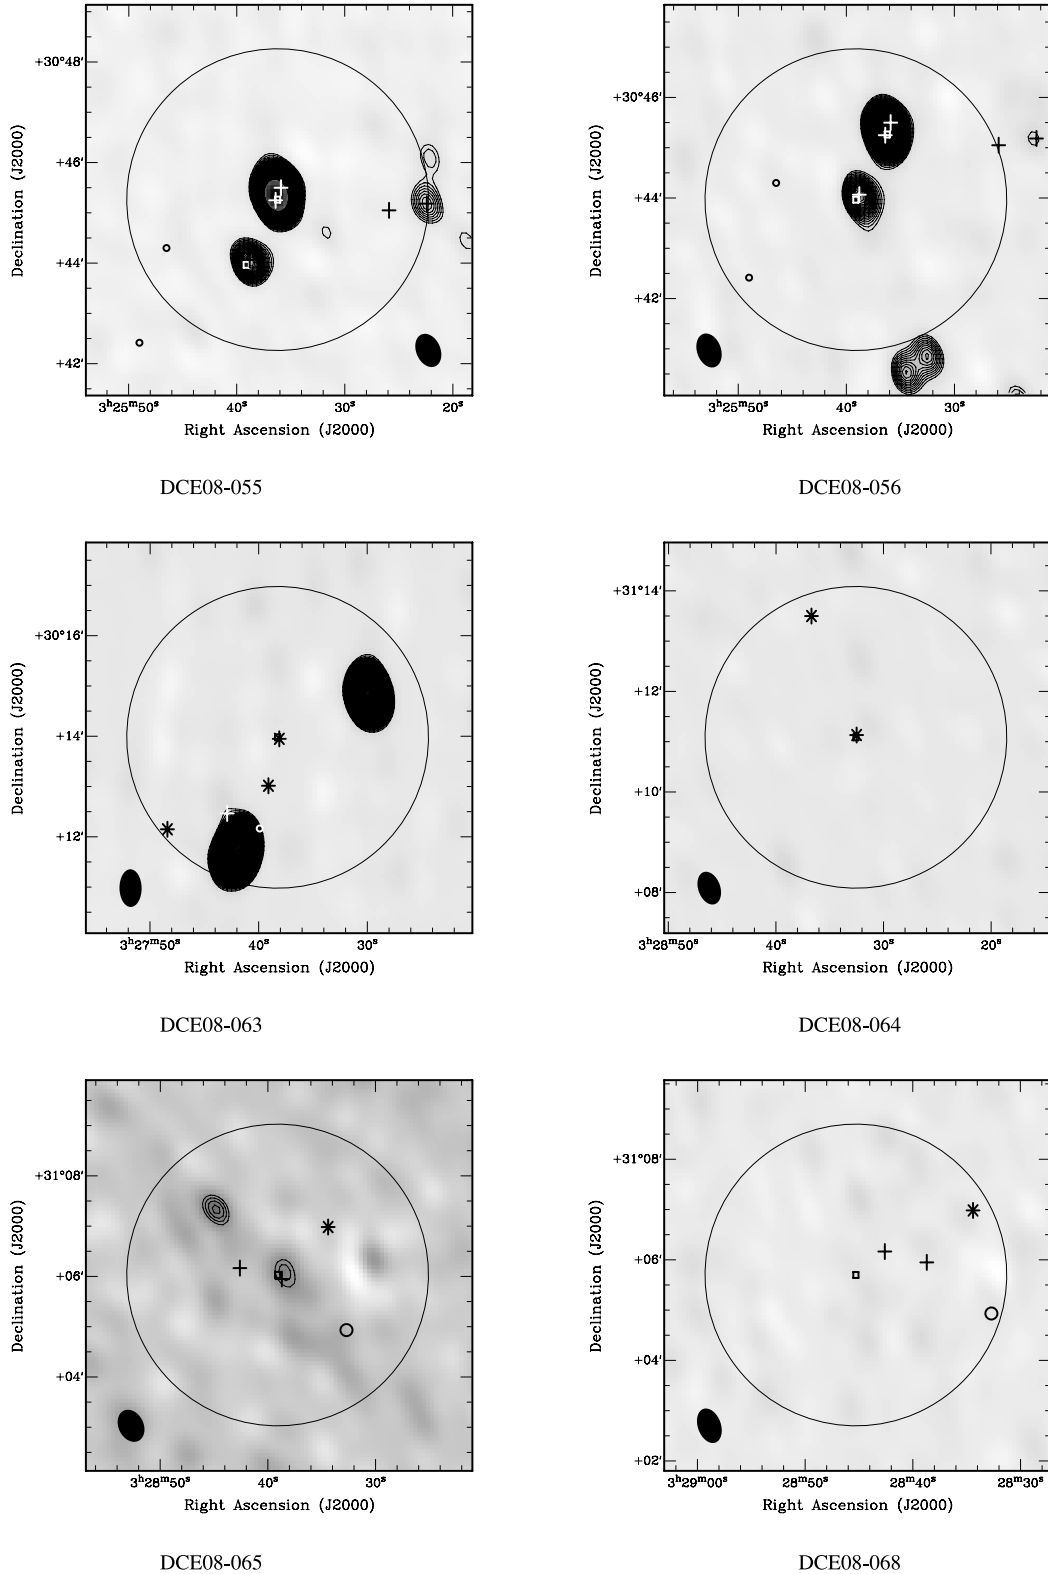 Declination (J2000)
+30°48′
+46′
+44′
+42′
3ʰ25ᵐ50ˢ 40ˢ 30ˢ 20ˢ
Right Ascension (J2000)
DCE08-055
Declination (J2000)
+30°46′
+44′
+42′
3ʰ25ᵐ50ˢ 40ˢ 30ˢ
Right Ascension (J2000)
DCE08-056
Declination (J2000)
+30°16′
+14′
+12′
3ʰ27ᵐ50ˢ 40ˢ 30ˢ
Right Ascension (J2000)
DCE08-063
Declination (J2000)
+31°14′
+12′
+10′
+08′
3ʰ28ᵐ50ˢ 40ˢ 30ˢ 20ˢ
Right Ascension (J2000)
DCE08-064
Declination (J2000)
+31°08′
+06′
+04′
3ʰ28ᵐ50ˢ 40ˢ 30ˢ
Right Ascension (J2000)
DCE08-065
Declination (J2000)
+31°08′
+06′
+04′
+02′
3ʰ29ᵐ00ˢ 28ᵐ50ˢ 28ᵐ40ˢ 28ᵐ30ˢ
Right Ascension (J2000)
DCE08-068